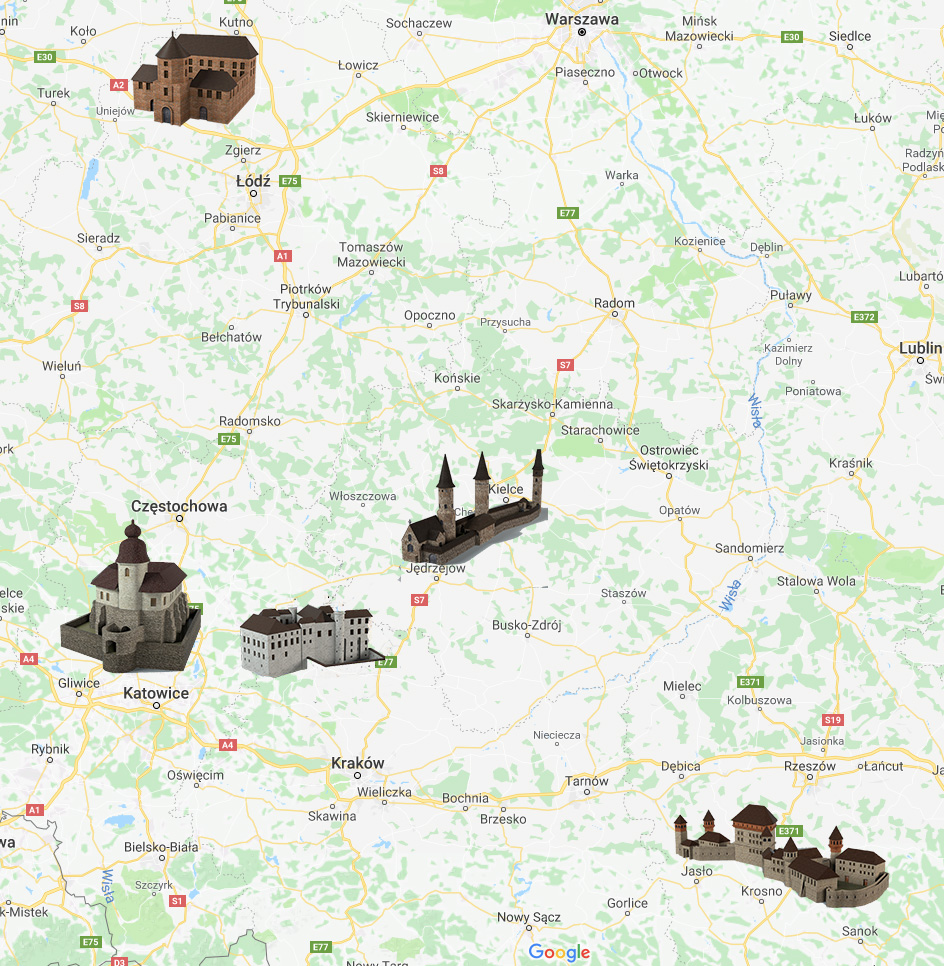 nin
Koło
Kutno
Sochaczew
Warszawa
Mińsk
Mazowiecki
E30
Siedlce
E30
Łowicz
Piaseczno
Otwock
A2
Turek
Uniejów
Skierniewice
Łuków
Zgierz
Radzyń
Podlask
S8
Warka
Łódź
E75
Pabianice
E77
Sieradz
Kozienice
Dęblin
A1
Tomaszów
Mazowiecki
Lubartó
Piotrków
Trybunalski
Puławy
S8
Radom
Opoczno
Przysucha
E372
Bełchatów
Kazimierz
Dolny
Lublin
Wieluń
S7
Świ
Końskie
Poniatowa
Skarżysko-Kamienna
Wisła
Radomsko
Starachowice
E75
ork
Ostrowiec
Świętokrzyski
Kraśnik
Włoszczowa
Kielce
Częstochowa
Chę
Opatów
Sandomierz
Jędrzejów
Stalowa Wola
elce
skie
S7
Staszów
Wisła
Busko-Zdrój
A4
E77
Gliwice
Katowice
Mielec
E371
Kolbuszowa
S19
Nieciecza
Jasionka
Rybnik
A4
Kraków
Dębica
Rzeszów
Łańcut
Oświęcim
Tarnów
Wieliczka
Bochnia
A1
Skawina
Brzesko
E371
wa
Bielsko-Biała
Jasło
Szczyrk
Wisła
Krosno
S1
Gorlice
k-Mistek
Nowy Sącz
Sanok
E75
E77
Google
D3
Nowy Targ